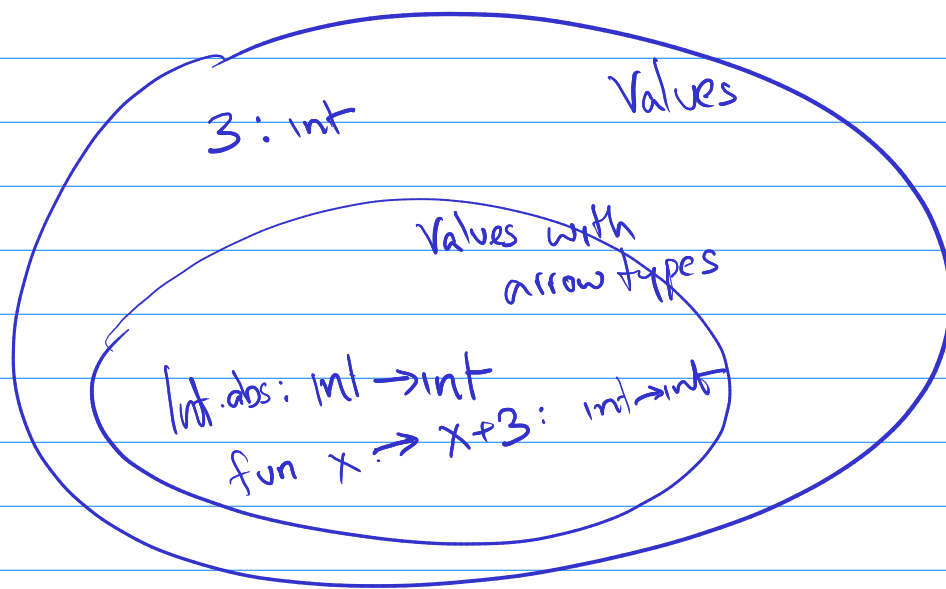 Values
3 : int
Values with
arrow types
Int.abs : int → int
fun x → x+3 : int → int